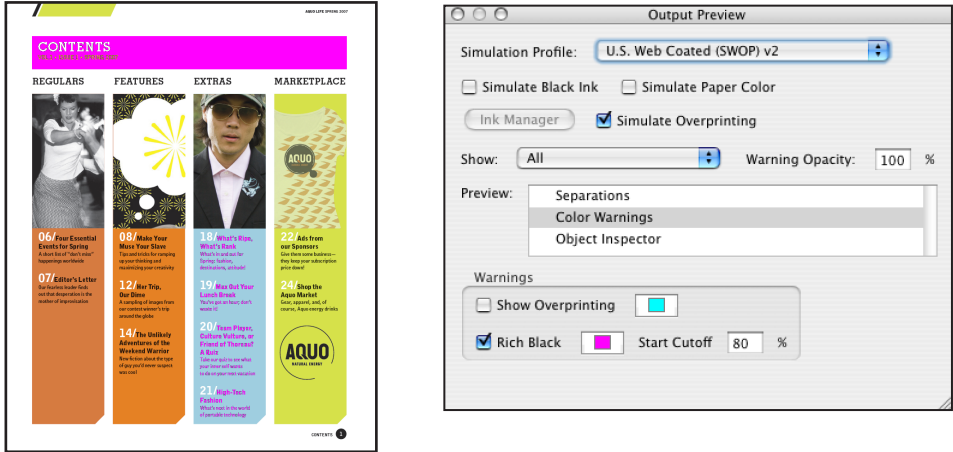 AQUO LIFE SPRING 2007
CONTENTS
VOL 2 • ISSUE 1 • SPRING 2007
REGULARS
FEATURES
EXTRAS
MARKETPLACE
AQUO
06/Four Essential
Events for Spring
A short list of "don't miss"
happenings worldwide
07/Editor's Letter
Our fearless leader finds
out that desperation is the
mother of improvisation
08/Make Your
Muse Your Slave
Tips and tricks for ramping
up your thinking and
maximizing your creativity
12/Her Trip,
Our Dime
A sampling of images from
our contest winner's trip
around the globe
14/The Unlikely
Adventures of the
Weekend Warrior
New fiction about the type
of guy you'd never suspect
was cool
18/What's Ripe,
What's Rank
What's in and out for
Spring: fashion,
destinations, attitude!
19/Max Out Your
Lunch Break
You've got an hour; don't
waste it!
20/Team Player,
Culture Vulture, or
Friend of Thoreau?
A Quiz
Take our quiz to see what
your inner self wants
to do on your next vacation
21/High-Tech
Fashion
What's next in the world
of portable technology
22/Ads from
our Sponsors
Give them some business—
they keep your subscription
price down!
24/Shop the
Aquo Market
Gear, apparel, and, of
course, Aquo energy drinks
AQUO
NATURAL ENERGY
CONTENTS 1
Output Preview
Simulation Profile: U.S. Web Coated (SWOP) v2
Simulate Black Ink Simulate Paper Color
Ink Manager Simulate Overprinting
Show: All Warning Opacity: 100 %
Preview: Separations
Color Warnings
Object Inspector
Warnings
Show Overprinting
Rich Black Start Cutoff 80 %